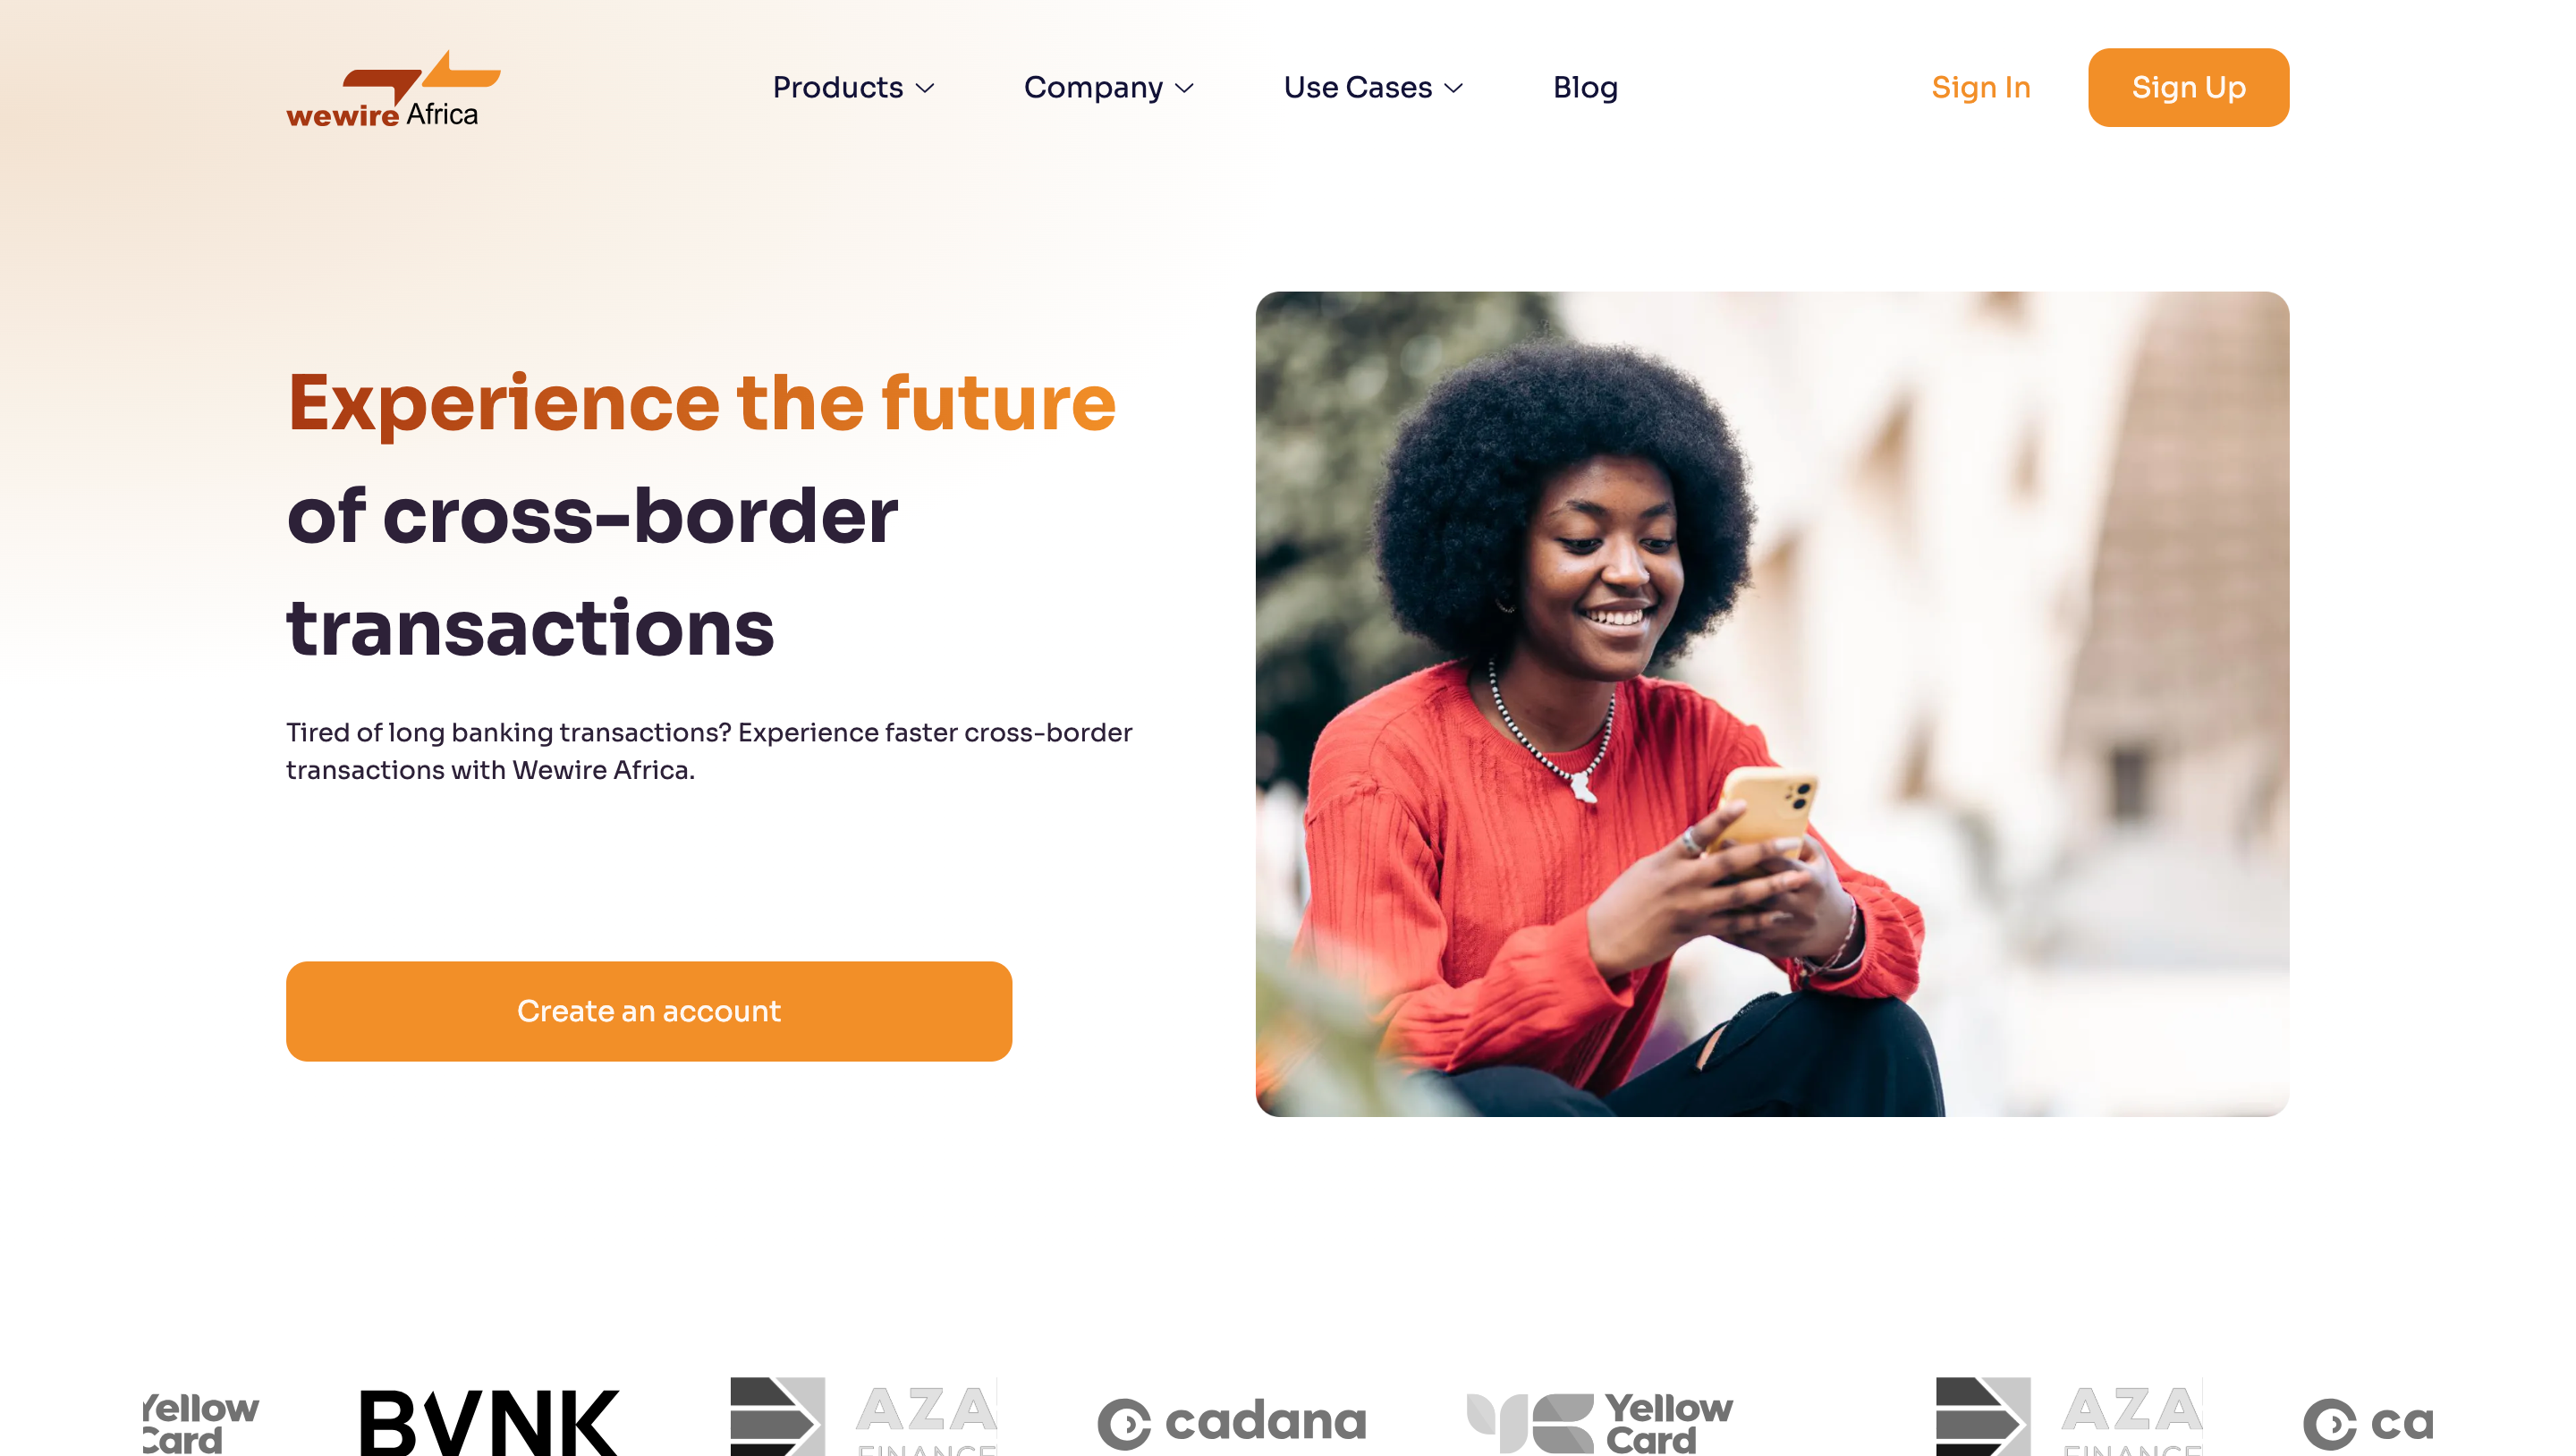 wewire Africa
Products
Company
Use Cases
Blog
Sign In
Sign Up
Experience the future
of cross-border
transactions
Tired of long banking transactions? Experience faster cross-border
transactions with Wewire Africa.
Create an account
Yellow
Card
BVNK
AZA
FINANCE
cadana
Yellow
Card
AZA
FINANCE
ca